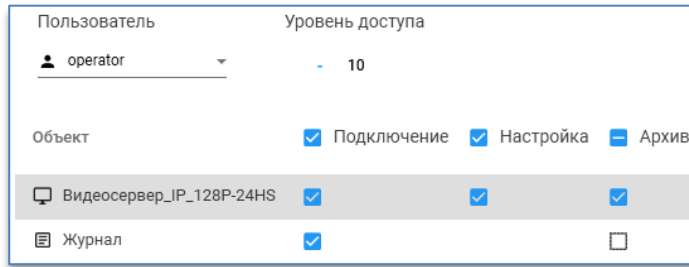 Пользователь Уровень доступа
operator - 10
Объект Подключение Настройка Архив
Видеосервер_IP_128P-24HS
Журнал